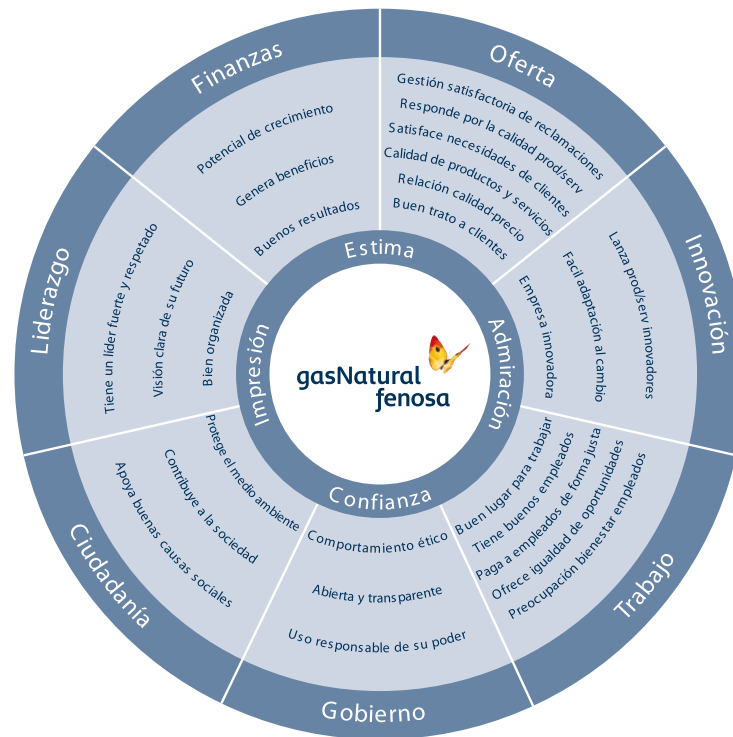 Oferta
Gestión satisfactoria de reclamaciones
Responde por la calidad prod/serv
Satisface necesidades de clientes
Calidad de productos y servicios
Relación calidad-precio
Buen trato a clientes
Innovación
Lanza prod/serv innovadores
Facil adaptación al cambio
Empresa innovadora
Trabajo
Buen lugar para trabajar
Tiene buenos empleados
Paga a empleados de forma justa
Ofrece igualdad de oportunidades
Preocupación bienestar empleados
Gobierno
Comportamiento ético
Abierta y transparente
Uso responsable de su poder
Ciudadanía
Protege el medio ambiente
Contribuye a la sociedad
Apoya buenas causas sociales
Liderazgo
Tiene un líder fuerte y respetado
Visión clara de su futuro
Bien organizada
Finanzas
Potencial de crecimiento
Genera beneficios
Buenos resultados
Estima
Admiración
Confianza
Impresión
gasNatural
fenosa